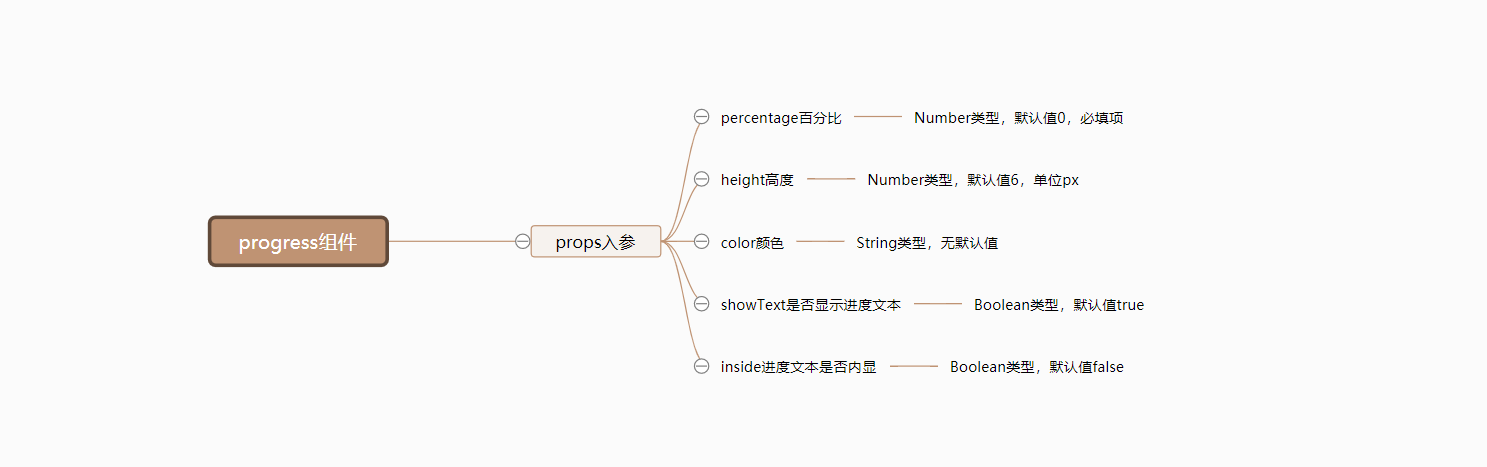 progress组件
props入参
percentage百分比
Number类型，默认值0，必填项
height高度
Number类型，默认值6，单位px
color颜色
String类型，无默认值
showText是否显示进度文本
Boolean类型，默认值true
inside进度文本是否内显
Boolean类型，默认值false